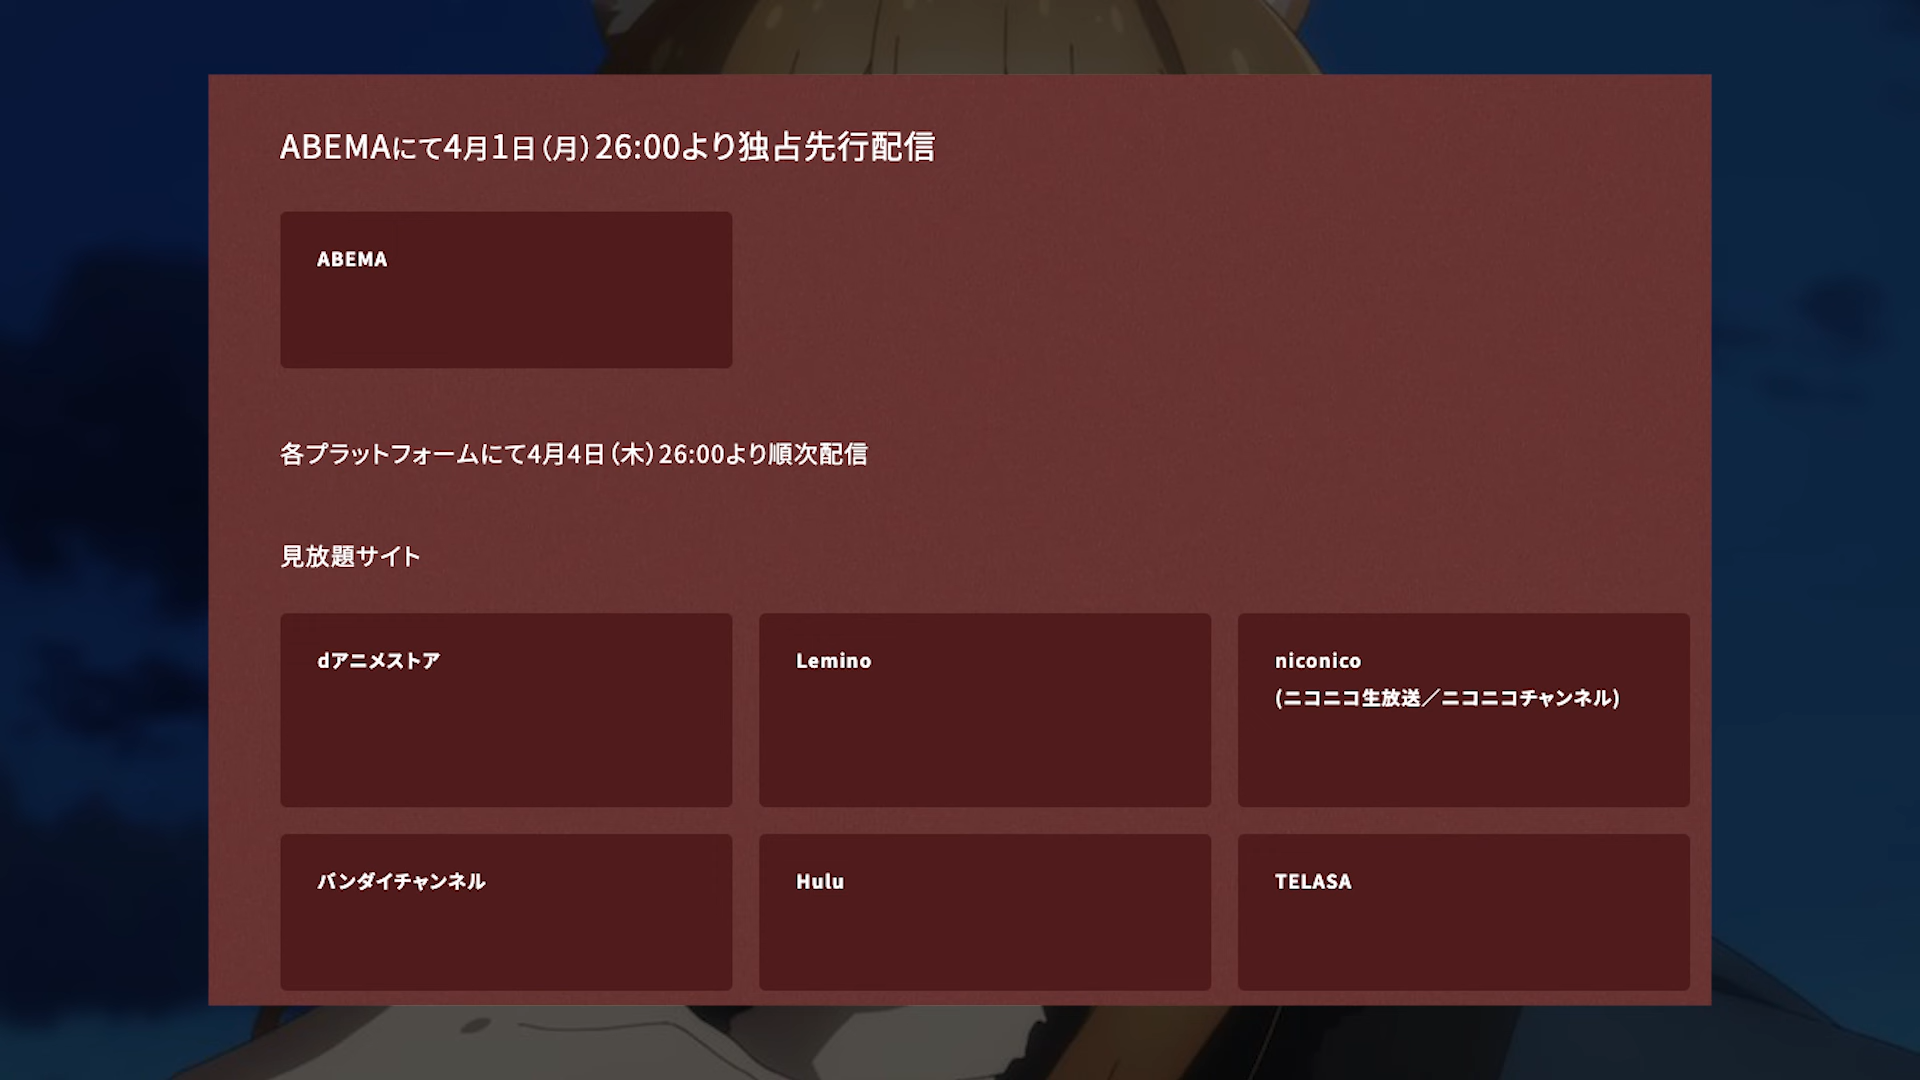 ABEMAにて4月1日（月）26:00より独占先行配信
ABEMA
各プラットフォームにて4月4日（木）26:00より順次配信
見放題サイト
dアニメストア
Lemino
niconico
(ニコニコ生放送／ニコニコチャンネル)
バンダイチャンネル
Hulu
TELASA